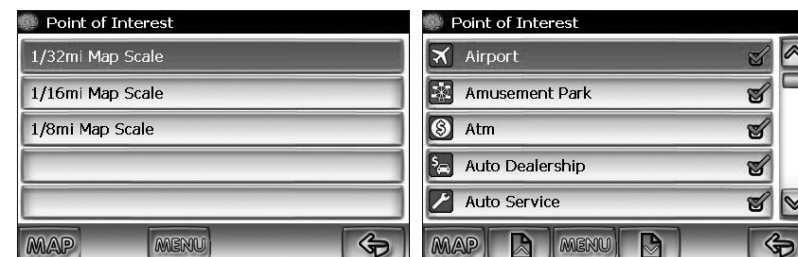 Point of Interest
1/32mi Map Scale
1/16mi Map Scale
1/8mi Map Scale
MAP
MENU
Point of Interest
Airport
Amusement Park
Atm
Auto Dealership
Auto Service
MAP
MENU